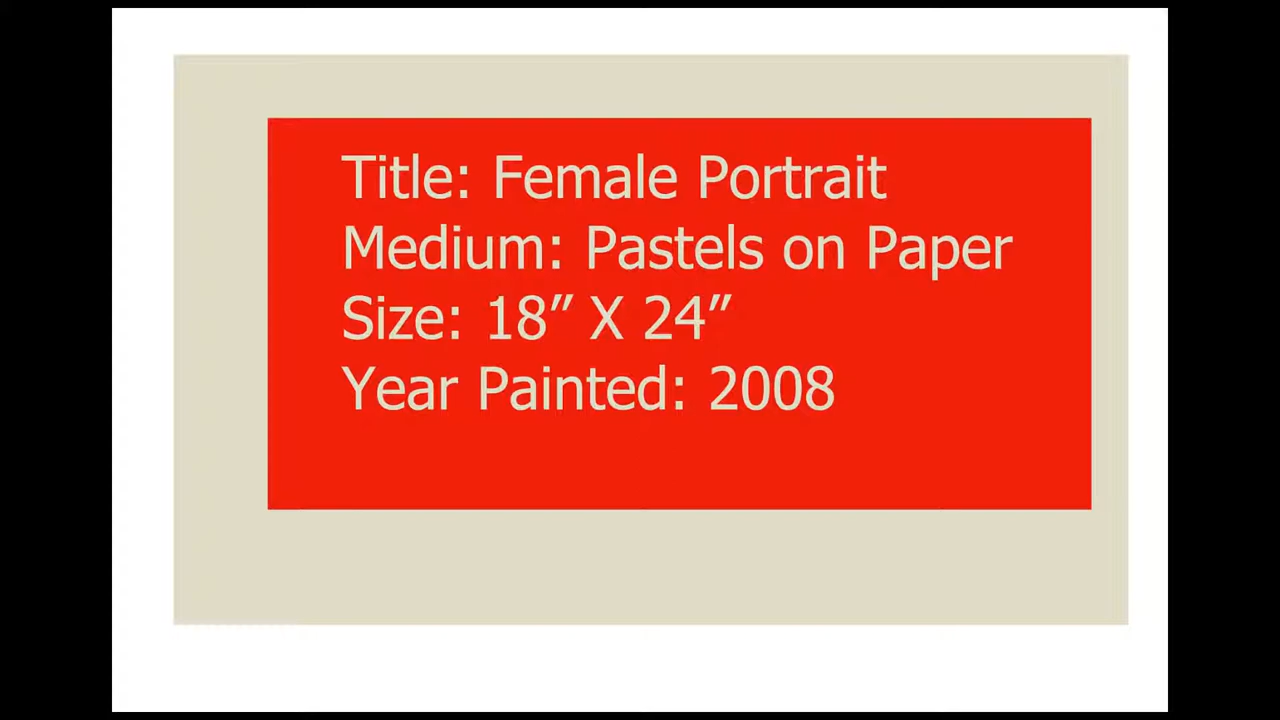 Title: Female Portrait
Medium: Pastels on Paper
Size: 18” X 24”
Year Painted: 2008